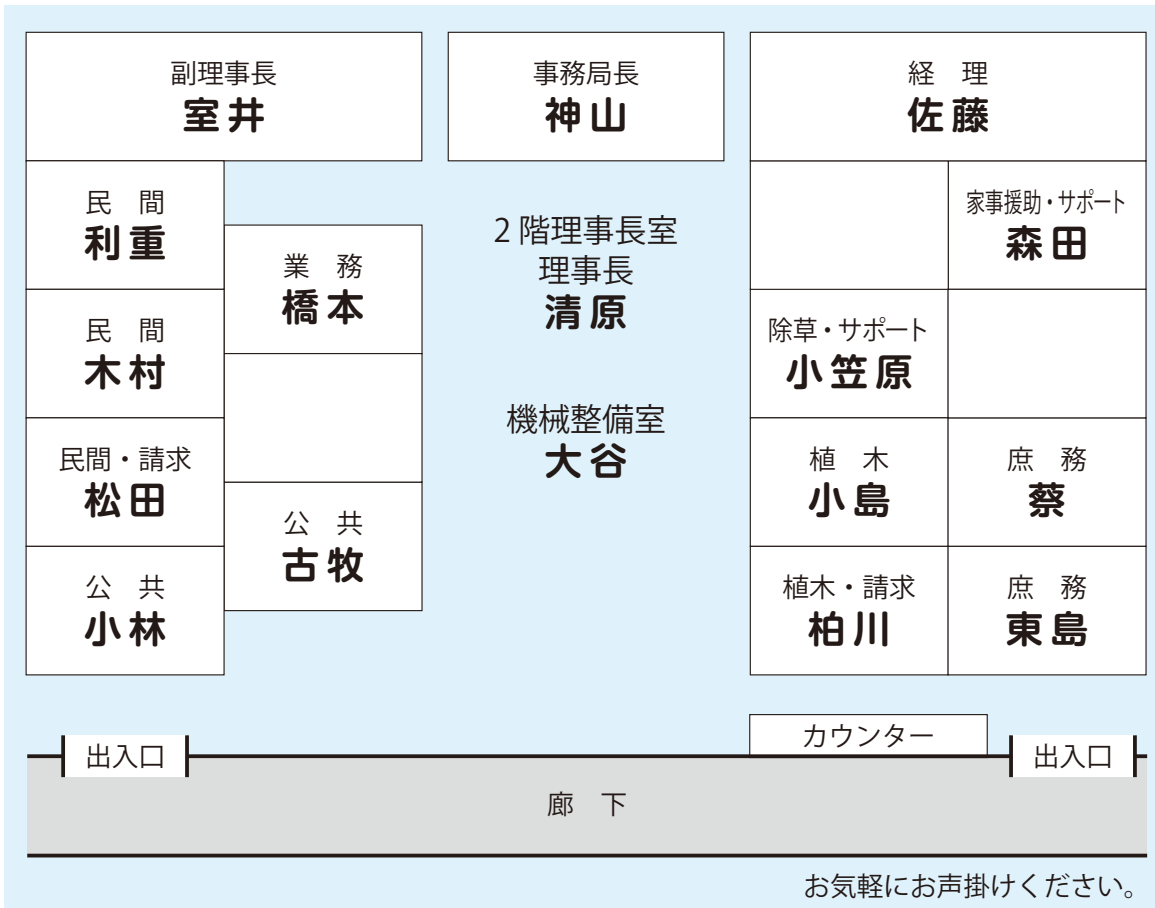 副理事長
室井
事務局長
神山
経　理
佐藤
民　間
利重
業　務
橋本
民　間
木村
民間・請求
松田
公　共
古牧
公　共
小林
2階理事長室
理事長
清原
機械整備室
大谷
家事援助・サポート
森田
除草・サポート
小笠原
植　木
小島
庶　務
蔡
植木・請求
柏川
庶　務
東島
カウンター
出入口
出入口
廊　下
お気軽にお声掛けください。